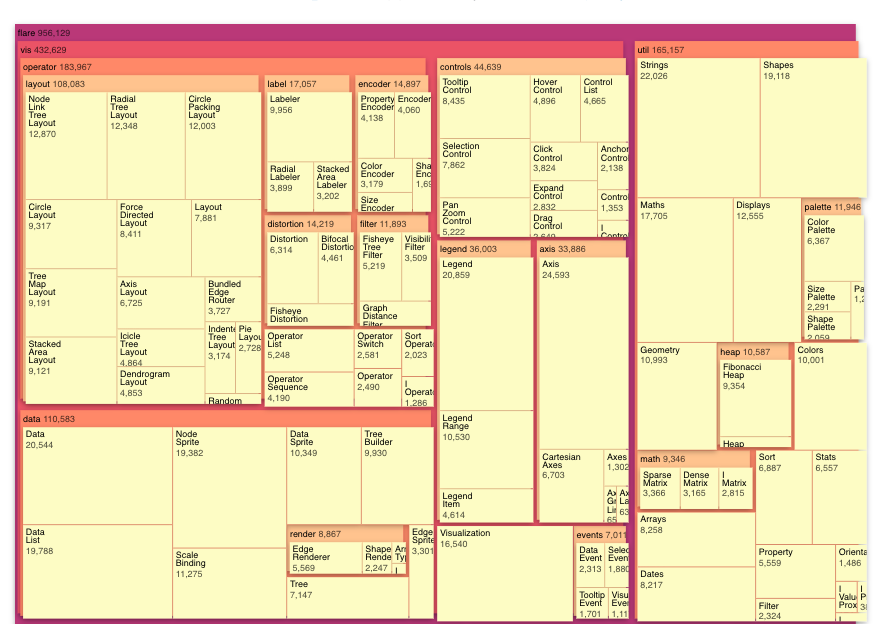 flare 956,129
vis 432,629
operator 183,967
layout 108,083
Node
Link
Tree
Layout
12,870
Radial
Tree
Layout
12,348
Circle
Packing
Layout
12,003
Circle
Layout
9,317
Force
Directed
Layout
8,411
Layout
7,881
Tree
Map
Layout
9,191
Axis
Layout
6,725
Bundled
Edge
Router
3,727
Stacked
Area
Layout
9,121
Icicle
Tree
Layout
4,864
Dendrogram
Layout
4,853
Indente
Tree
Layout
3,174
Pie
Layou
2,728
Random
label 17,057
Labeler
9,956
Radial
Labeler
3,899
Stacked
Area
Labeler
3,202
encoder 14,897
Property
Encoder
4,138
Encoder
4,060
Color
Encoder
3,179
Sha
Enc
1,69
Size
Encoder
distortion 14,219
Distortion
6,314
Bifocal
Distortio
4,461
Fisheye
Distortion
filter 11,893
Fisheye
Tree
Filter
5,219
Visibili
Filter
3,509
Graph
Distance
Filter
Operator
List
5,248
Operator
Switch
2,581
Sort
Operato
2,023
Operator
Sequence
4,190
Operator
2,490
I
Operato
1,286
data 110,583
Data
20,544
Node
Sprite
19,382
Data
Sprite
10,349
Tree
Builder
9,930
Data
List
19,788
Scale
Binding
11,275
render 8,867
Edge
Renderer
5,569
Shape
Rende
2,247
Arr
Typ
I
Edge
Sprite
3,301
Tree
7,147
controls 44,639
Tooltip
Control
8,435
Hover
Control
4,896
Control
List
4,665
Selection
Control
7,862
Click
Control
3,824
Anchor
Contro
2,138
Pan
Zoom
Control
5,222
Expand
Control
2,832
Drag
Control
2,649
Contro
1,353
I
Contro
legend 36,003
Legend
20,859
Legend
Range
10,530
Legend
Item
4,614
axis 33,886
Axis
24,593
Cartesian
Axes
6,703
Axes
1,302
Ax
Gr
Lin
65
Ax
La
63
Visualization
16,540
events 7,011
Data
Event
2,313
Selec
Event
1,880
Tooltip
Event
1,701
Visu
Even
1,11
util 165,157
Strings
22,026
Shapes
19,118
Maths
17,705
Displays
12,555
palette 11,946
Color
Palette
6,367
Size
Palette
2,291
Pa
1,2
Shape
Palette
2,059
Geometry
10,993
heap 10,587
Fibonacci
Heap
9,354
Heap
Colors
10,001
math 9,346
Sparse
Matrix
3,366
Dense
Matrix
3,165
I
Matrix
2,815
Sort
6,887
Stats
6,557
Arrays
8,258
Dates
8,217
Property
5,559
Orienta
1,486
Filter
2,324
I
Value
Prox
I
P
I